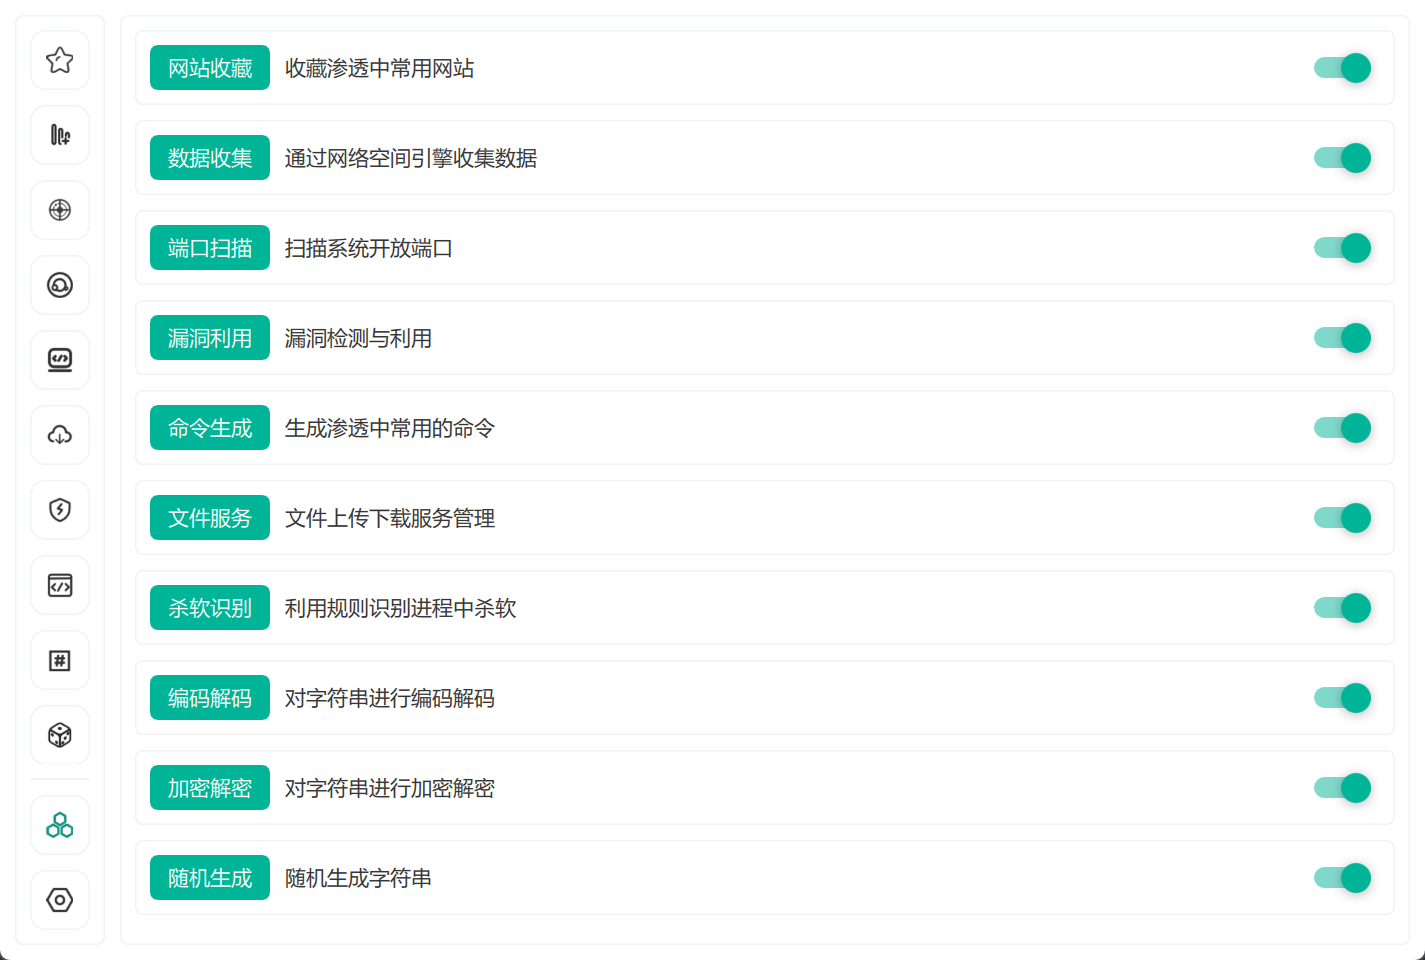 网站收藏 收藏渗透中常用网站
数据收集 通过网络空间引擎收集数据
端口扫描 扫描系统开放端口
漏洞利用 漏洞检测与利用
命令生成 生成渗透中常用的命令
文件服务 文件上传下载服务管理
杀软识别 利用规则识别进程中杀软
编码解码 对字符串进行编码解码
加密解密 对字符串进行加密解密
随机生成 随机生成字符串